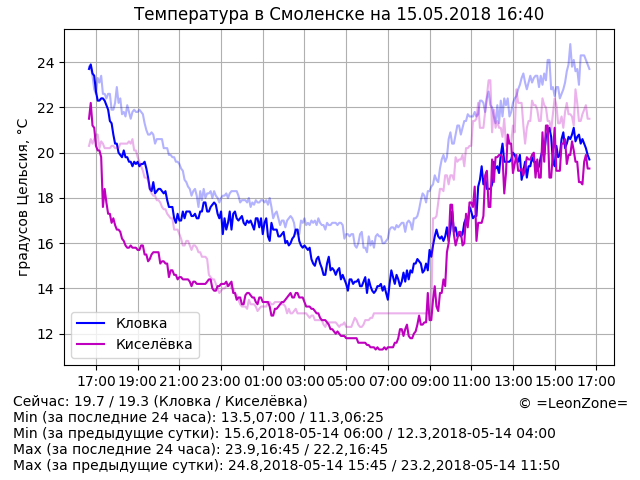 Температура в Смоленске на 15.05.2018 16:40
градусов Цельсия, °C
24
22
20
18
16
14
12
Кловка
Киселёвка
17:00 19:00 21:00 23:00 01:00 03:00 05:00 07:00 09:00 11:00 13:00 15:00 17:00
Сейчас: 19.7 / 19.3 (Кловка / Киселёвка)
© =LeonZone=
Min (за последние 24 часа): 13.5,07:00 / 11.3,06:25
Min (за предыдущие сутки): 15.6,2018-05-14 06:00 / 12.3,2018-05-14 04:00
Max (за последние 24 часа): 23.9,16:45 / 22.2,16:45
Max (за предыдущие сутки): 24.8,2018-05-14 15:45 / 23.2,2018-05-14 11:50